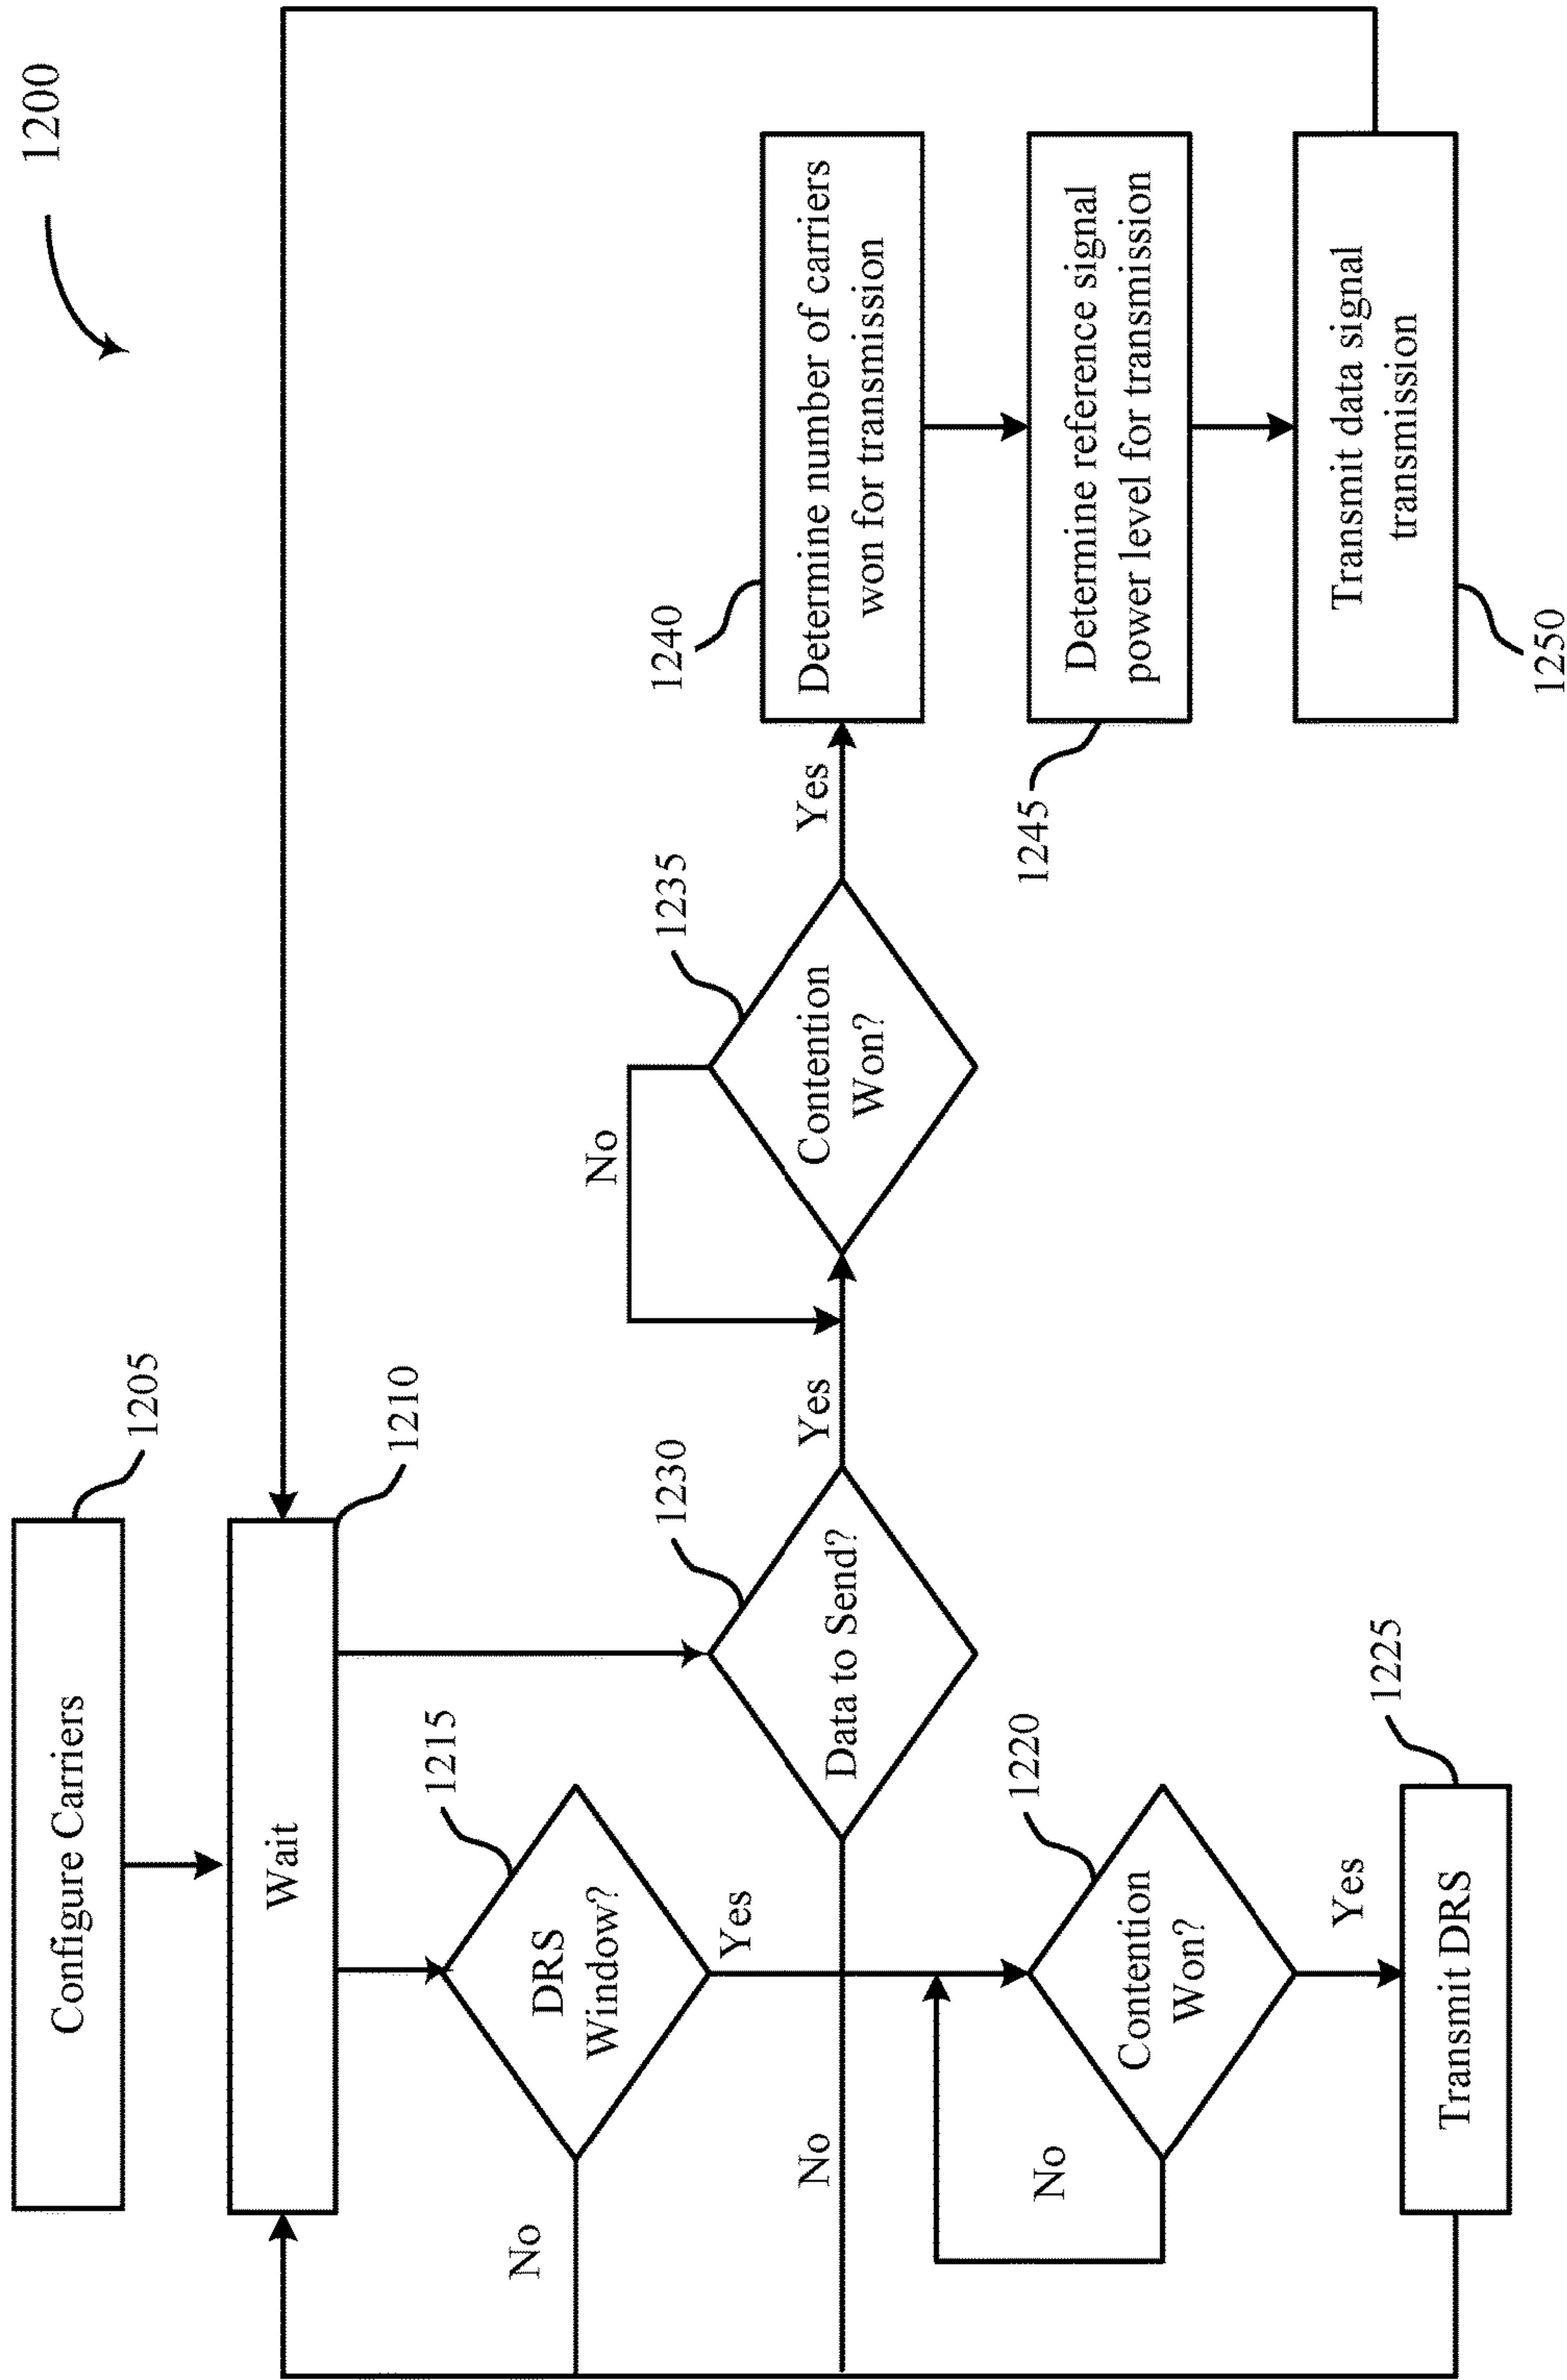 1200
Configure Carriers
1205
Wait
1210
DRS
Window?
1215
No
Yes
Data to Send?
1230
No
Yes
Contention
Won?
1220
No
Yes
Transmit DRS
1225
Contention
Won?
1235
No
Yes
Determine number of carriers
won for transmission
1240
Determine reference signal
power level for transmission
1245
Transmit data signal
transmission
1250